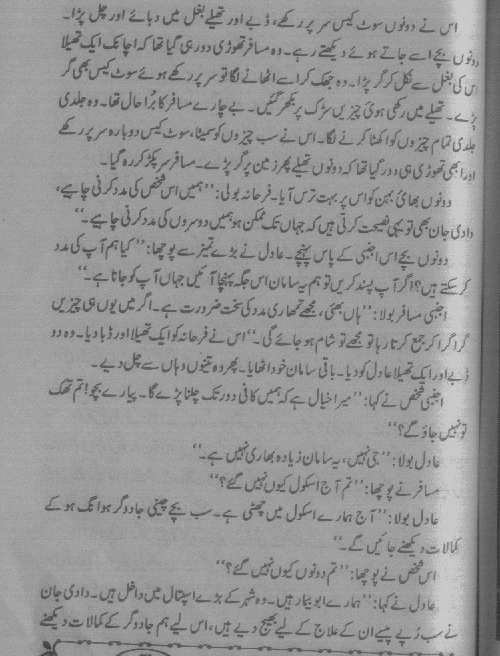 اس نے دونوں سوٹ کیس سر پر رکھے، ڈبے اور تھیلے بغل میں دبائے اور چل پڑا۔
دونوں بچے اسے جاتے ہوئے دیکھتے رہے۔ وہ مسافر تھوڑی دور ہی گیا تھا کہ اچانک ایک تھیلا
اس کی بغل سے نکل کر گر پڑا۔ وہ جھک کر اسے اٹھانے لگا تو سر پر رکھے ہوئے سوٹ کیس بھی گر
پڑے۔ تھیلے میں رکھی ہوئی چیزیں سڑک پر بکھر گئیں۔ بے چارے مسافر کا بُرا حال تھا۔ وہ جلدی
جلدی تمام چیزوں کو اکھٹا کرنے لگا۔ اس نے سب چیزوں کو سمیٹا، سوٹ کیس دوبارہ سر پر رکھے
اور ابھی تھوڑی ہی دور گیا تھا کہ دونوں تھیلے پھر زمین پر گر پڑے۔ مسافر سر پکڑ کر رہ گیا۔
دونوں بھائی بہن کو اس پر بہت ترس آیا۔ فرحانہ بولی: ”ہمیں اس شخص کی مدد کرنی چاہیے،
دادی جان بھی تو یہی نصیحت کرتی ہیں کہ جہاں تک ممکن ہو ہمیں دوسروں کی مدد کرنی چاہیے۔“
دونوں بچے اس اجنبی کے پاس پہنچے۔ عادل نے بڑے تمیز سے پوچھا: ”کیا ہم آپ کی مدد
کر سکتے ہیں؟ اگر آپ پسند کریں تو ہم یہ سامان اس جگہ پہنچا آئیں جہاں آپ کو جانا ہے۔“
اجنبی مسافر بولا: ”ہاں بھئی، مجھے تمھاری مدد کی سخت ضرورت ہے۔ اگر میں یوں ہی چیزیں
گرا گرا کر جمع کرتا رہا تو مجھے تو شام ہو جائے گی۔“ اس نے فرحانہ کو ایک تھیلا اور ڈبا دیا۔ وہ دو
ڈبے اور ایک تھیلا عادل کو دیا۔ باقی سامان خود اٹھایا۔ پھر وہ تینوں وہاں سے چل دیے۔
اجنبی شخص نے کہا: ”میرا خیال ہے کہ ہمیں کافی دور تک چلنا پڑے گا۔ پیارے بچو! تم تھک
تو نہیں جاؤ گے؟“
عادل بولا: ”جی نہیں، یہ سامان زیادہ بھاری نہیں ہے۔“
مسافر نے پوچھا: ”تم آج اسکول کیوں نہیں گئے؟“
عادل بولا: ”آج ہمارے اسکول میں چھٹی ہے۔ سب بچے چینی جادوگر ہوانگ ہو کے
کمالات دیکھنے جائیں گے۔“
اس شخص نے پوچھا: ”تم دونوں کیوں نہیں گئے؟“
عادل نے کہا: ”ہمارے ابو بیمار ہیں۔ وہ شہر کے بڑے اسپتال میں داخل ہیں۔ دادی جان
نے سب رُپے پیسے ان کے علاج کے لیے بھیج دیے ہیں، اس لیے ہم جادوگر کے کمالات دیکھنے